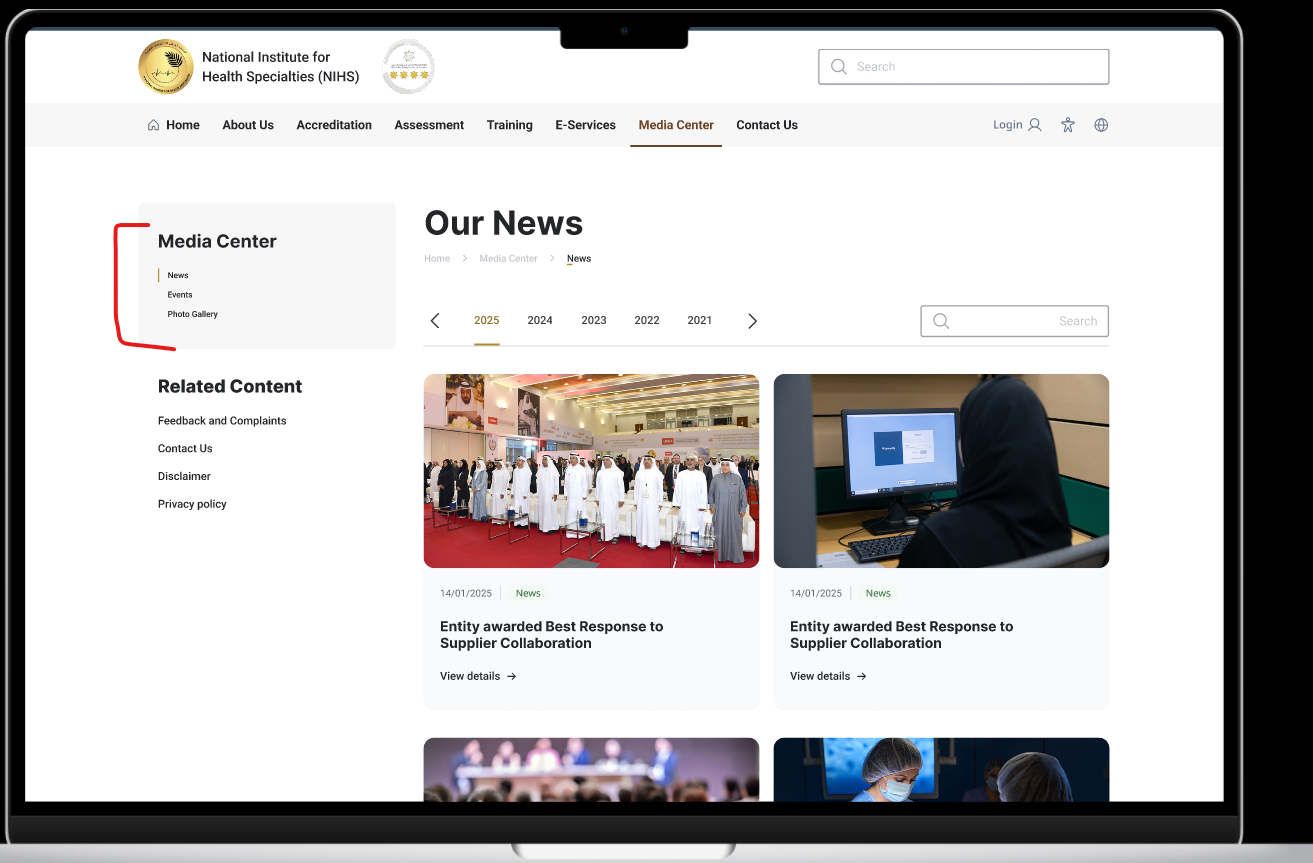 National Institute for
Health Specialties (NIHS)
Search
Home About Us Accreditation Assessment Training E-Services Media Center Contact Us Login
Media Center
News
Events
Photo Gallery
Related Content
Feedback and Complaints
Contact Us
Disclaimer
Privacy policy
Our News
Home > Media Center > News
2025 2024 2023 2022 2021
Search
14/01/2025 News
Entity awarded Best Response to
Supplier Collaboration
View details →
14/01/2025 News
Entity awarded Best Response to
Supplier Collaboration
View details →